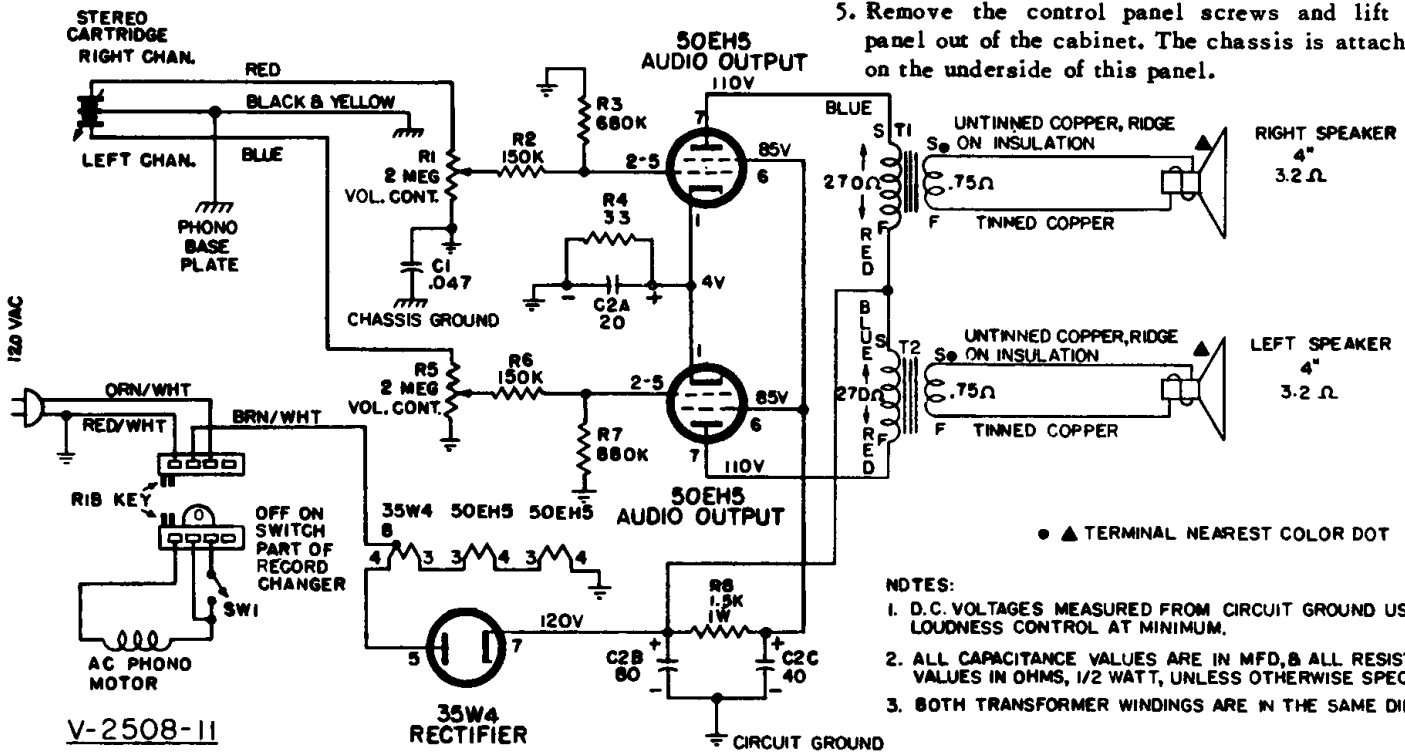 5. Remove the control panel screws and lift
panel out of the cabinet. The chassis is attach
on the underside of this panel.
STEREO
CARTRIDGE
RIGHT CHAN.
RED
BLACK & YELLOW
LEFT CHAN.
BLUE
PHONO
BASE
PLATE
R1
2 MEG
VOL. CONT.
C1
.047
CHASSIS GROUND
R2
150K
R3
680K
2-5
R4
33
C2A
20
-
+
4V
50EH5
AUDIO OUTPUT
110V
7
85V
6
1
BLUE
S T1
270Ω
RED
F
S
UNTINNED COPPER, RIDGE
ON INSULATION
.75Ω
F
TINNED COPPER
RIGHT SPEAKER
4"
3.2 Ω
120 VAC
ORN/WHT
RED/WHT
BRN/WHT
RIB KEY
OFF ON
SWITCH
PART OF
RECORD
CHANGER
SW1
AC PHONO
MOTOR
V-2508-11
R5
2 MEG
VOL. CONT.
R6
150K
R7
880K
2-5
1
85V
6
7
110V
50EH5
AUDIO OUTPUT
BLUE
S T2
270Ω
RED
F
S
UNTINNED COPPER, RIDGE
ON INSULATION
.75Ω
F
TINNED COPPER
LEFT SPEAKER
4"
3.2 Ω
35W4 50EH5 50EH5
8
4 3 3 4 3 4
5
7
120V
35W4
RECTIFIER
R8
1.5K
1W
+
C2B
80
-
+
C2C
40
-
CIRCUIT GROUND
● ▲ TERMINAL NEAREST COLOR DOT
NOTES:
1. D.C. VOLTAGES MEASURED FROM CIRCUIT GROUND US
LOUDNESS CONTROL AT MINIMUM.
2. ALL CAPACITANCE VALUES ARE IN MFD, & ALL RESIST
VALUES IN OHMS, 1/2 WATT, UNLESS OTHERWISE SPEC
3. BOTH TRANSFORMER WINDINGS ARE IN THE SAME DI